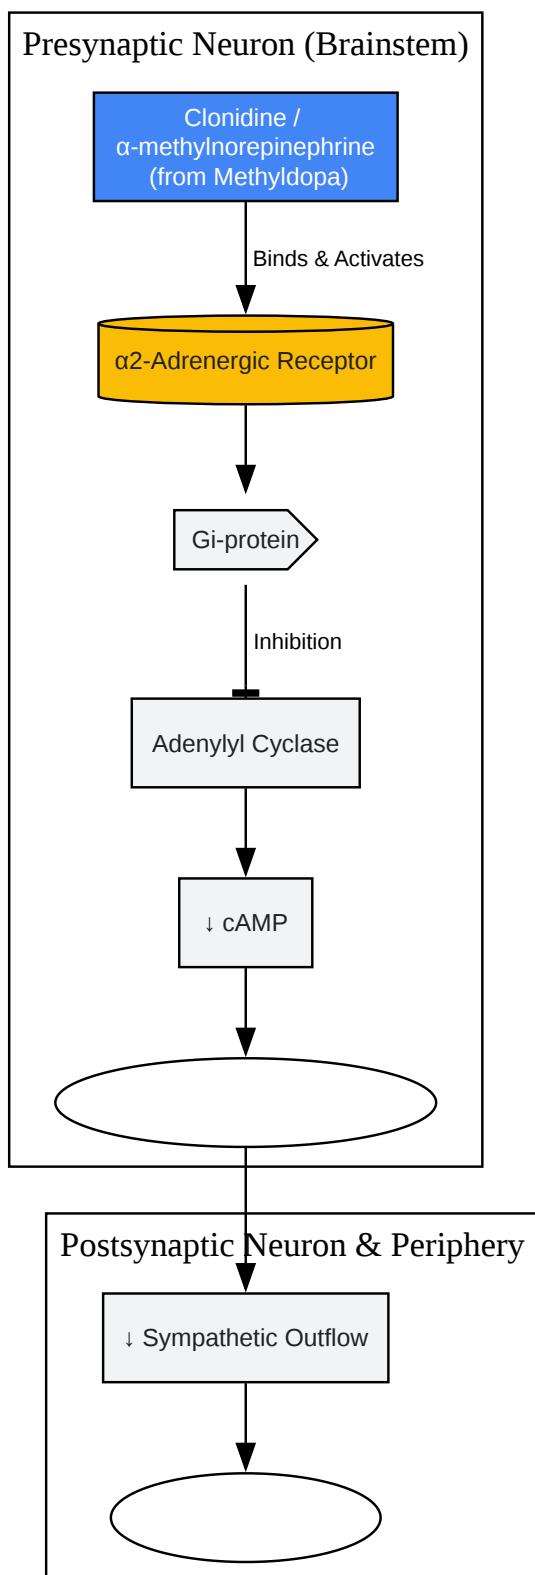 Presynaptic Neuron (Brainstem)
Clonidine /
α-methylnorepinephrine
(from Methyldopa)
Binds & Activates
α2-Adrenergic Receptor
Gi-protein
Inhibition
Adenylyl Cyclase
↓ cAMP
Postsynaptic Neuron & Periphery
↓ Sympathetic Outflow